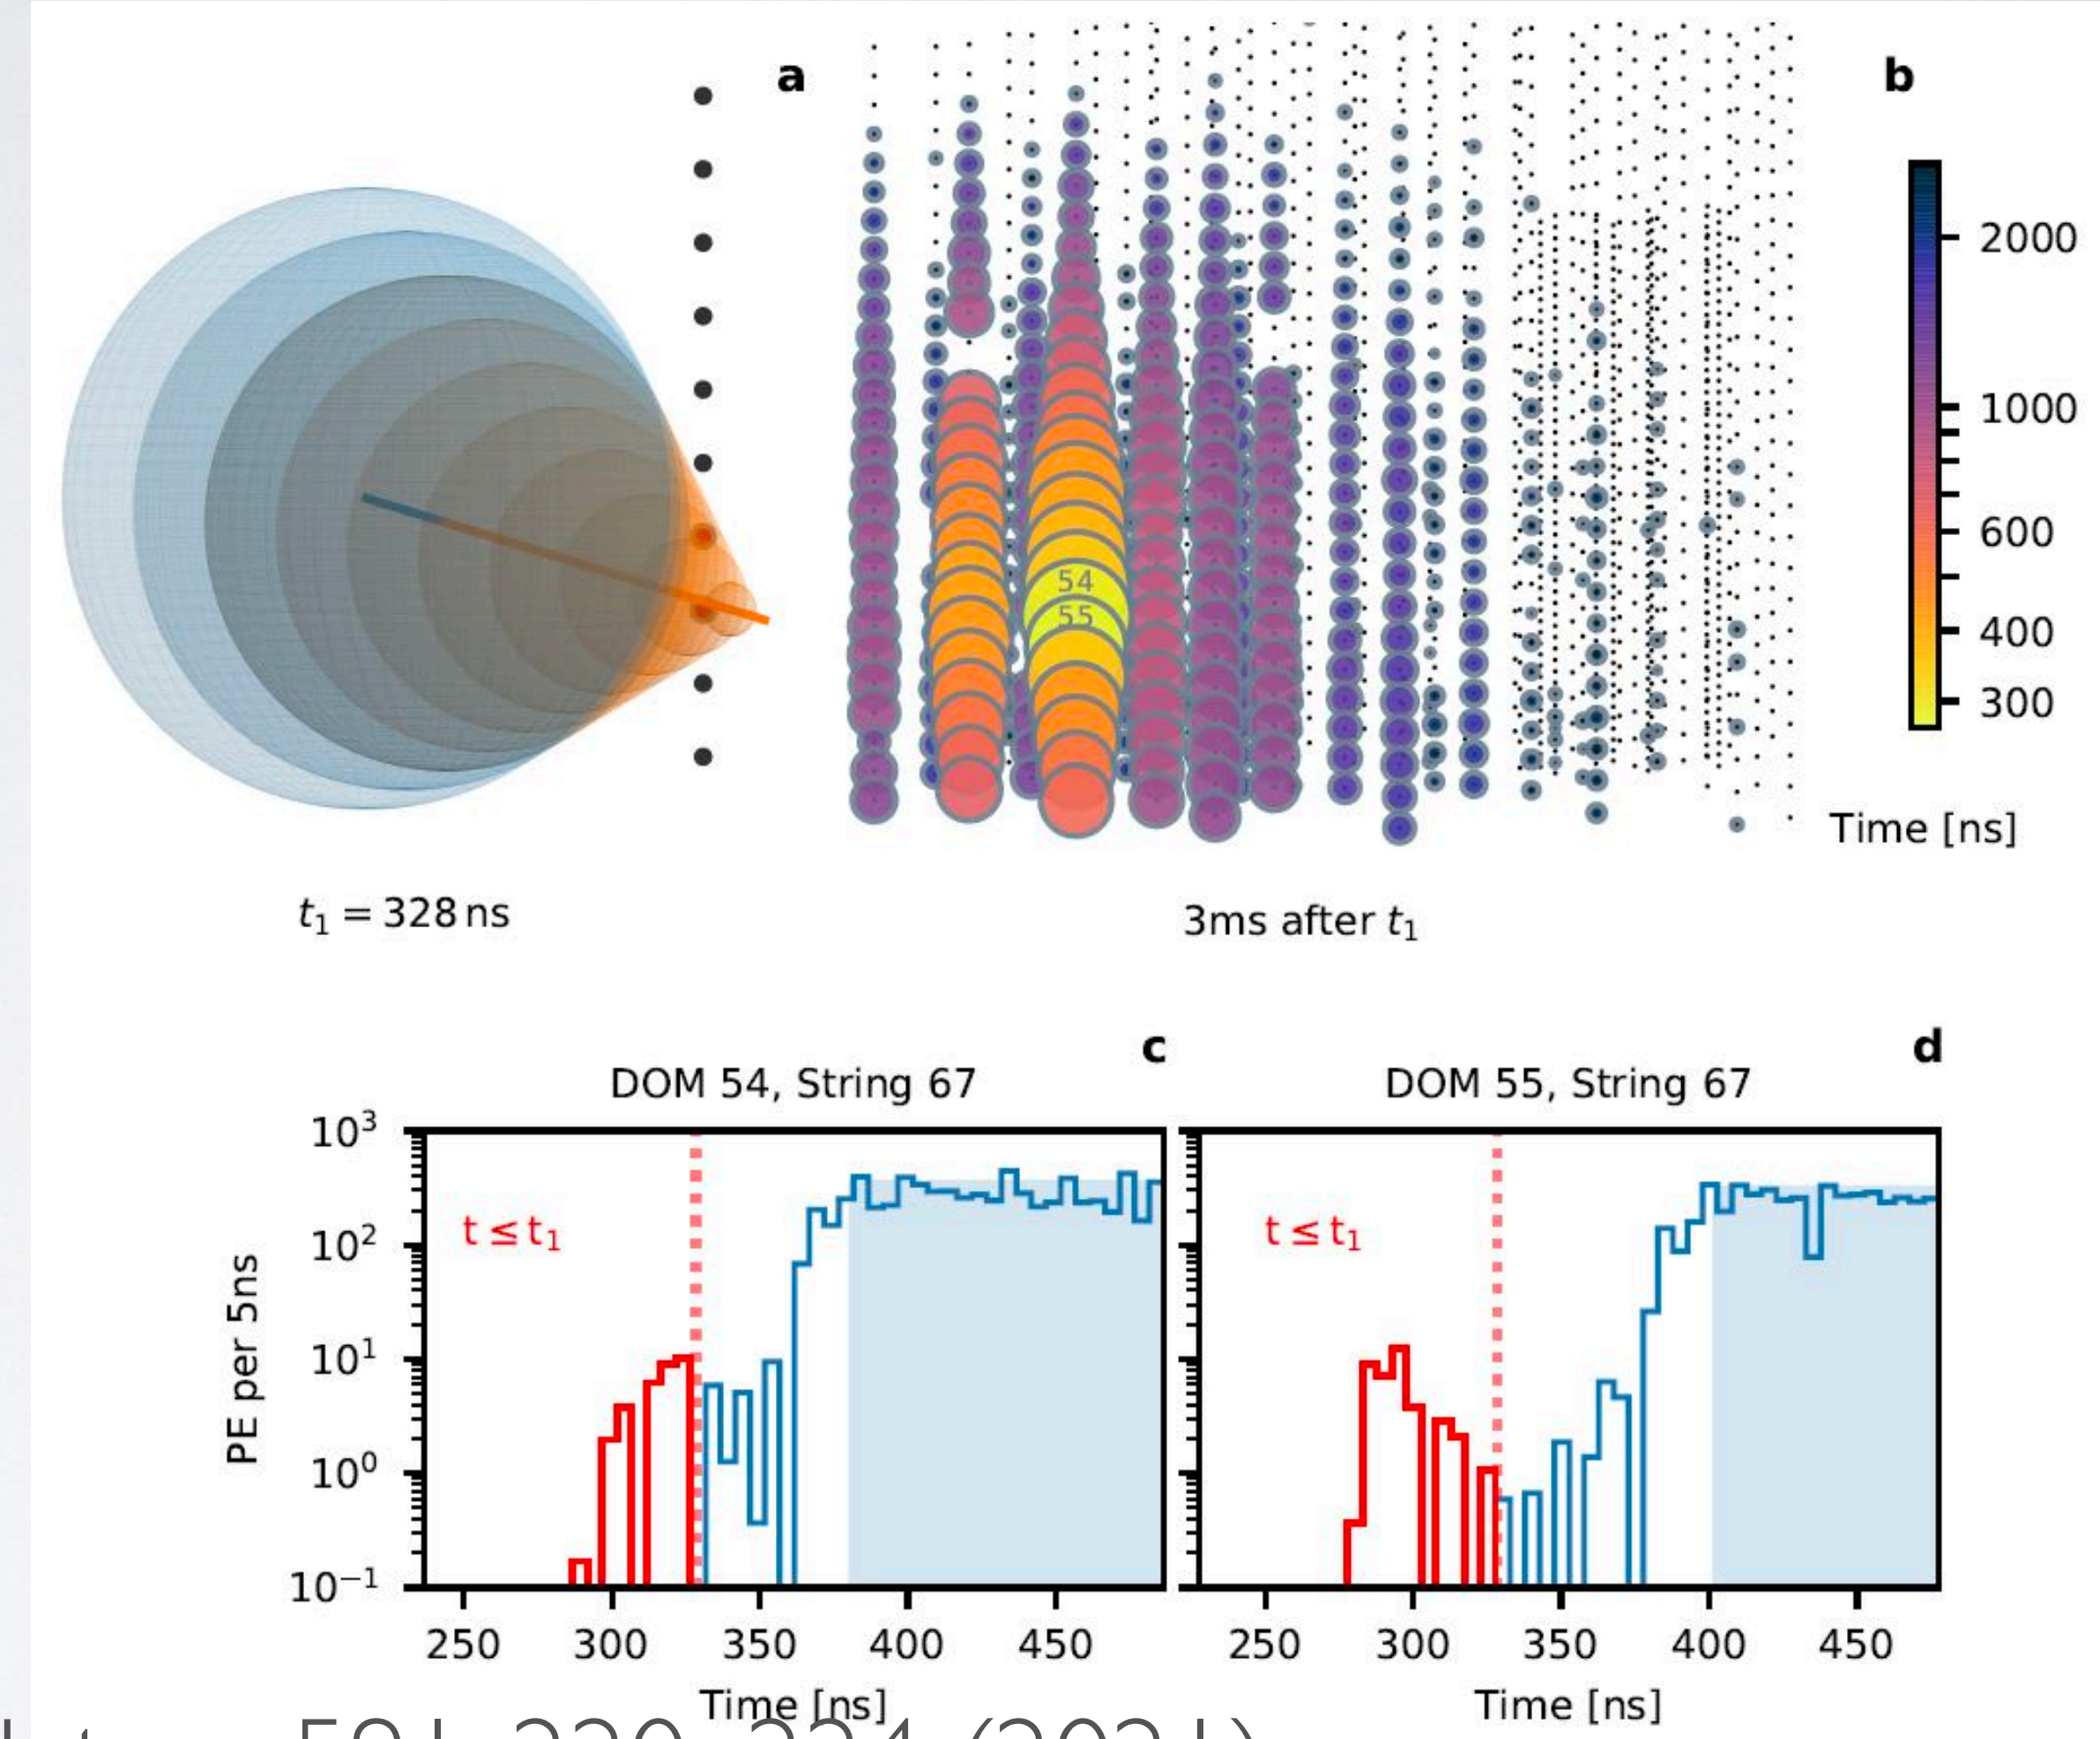 a
b
54
55
2000
1000
600
400
300
Time [ns]
t₁ = 328 ns
3ms after t₁
c
d
DOM 54, String 67
DOM 55, String 67
PE per 5ns
10³
10²
10¹
10⁰
10⁻¹
t ≤ t₁
t ≤ t₁
250 300 350 400 450
250 300 350 400 450
Time [ns]
Time [ns]